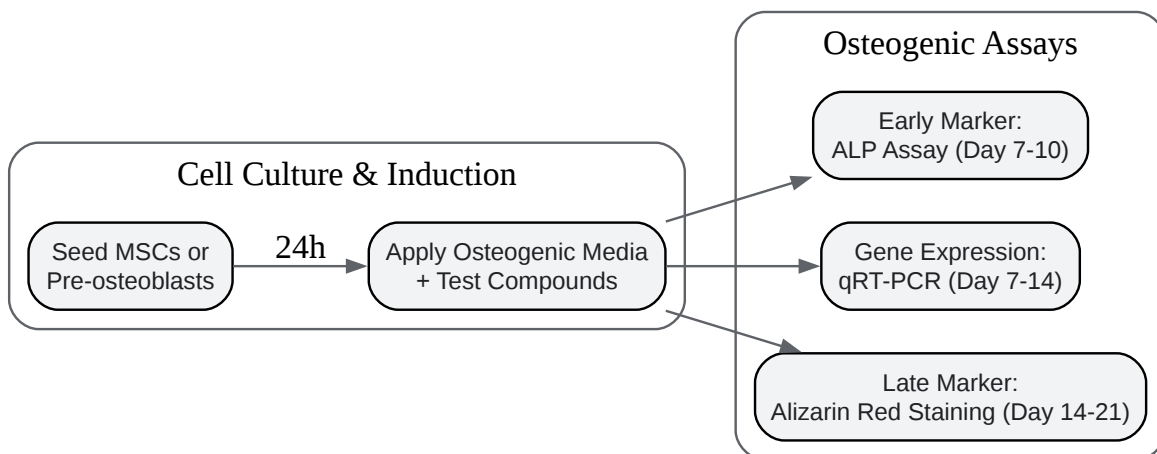 Cell Culture & Induction
Seed MSCs or
Pre-osteoblasts
24h
Apply Osteogenic Media
+ Test Compounds
Osteogenic Assays
Early Marker:
ALP Assay (Day 7-10)
Gene Expression:
qRT-PCR (Day 7-14)
Late Marker:
Alizarin Red Staining (Day 14-21)